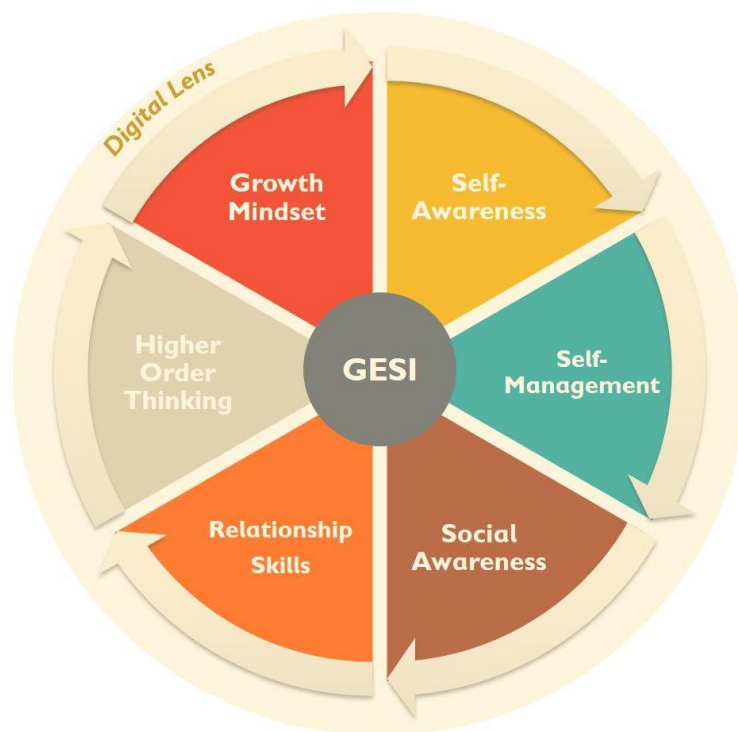 Digital Lens
Growth
Mindset
Self-
Awareness
Higher
Order
Thinking
GESI
Self-
Management
Relationship
Skills
Social
Awareness